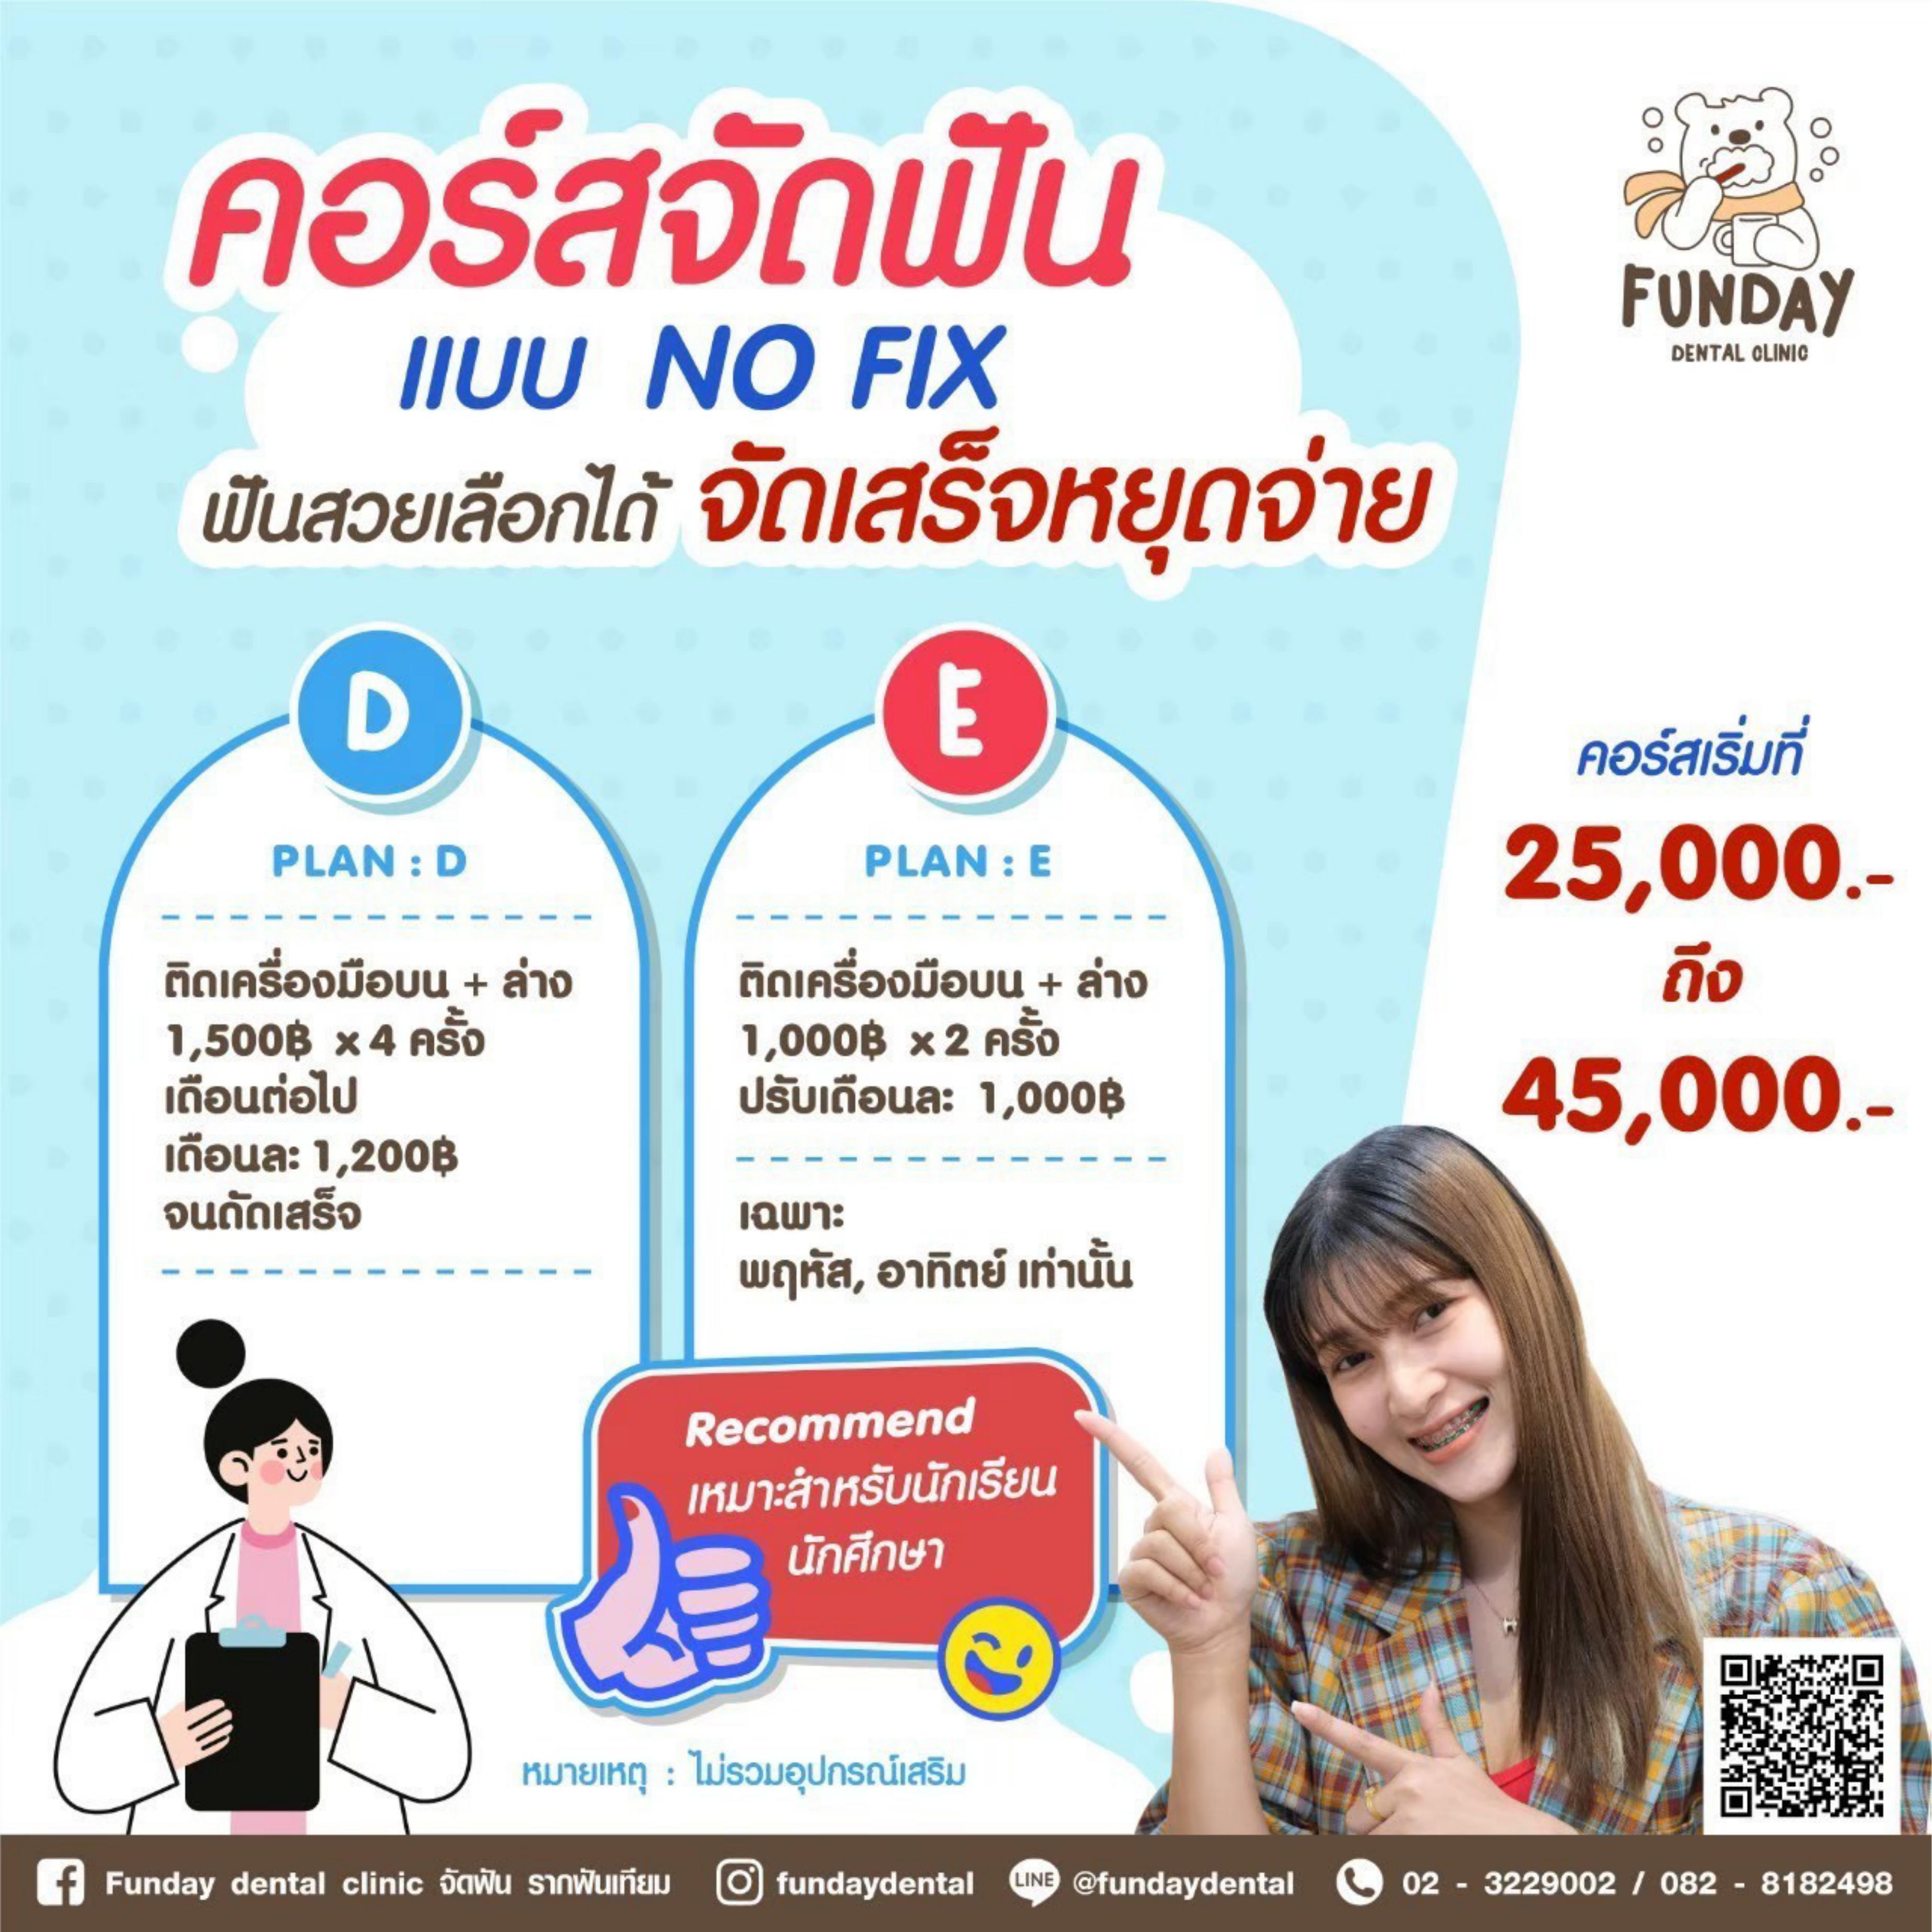 คอร์สจัดฟัน
แบบ NO FIX
ฟันสวยเลือกได้ จัดเสร็จหยุดจ่าย
FUNDAY
DENTAL CLINIC
D
PLAN : D
ติดเครื่องมือบน + ล่าง
1,500฿ x 4 ครั้ง
เดือนต่อไป
เดือนละ 1,200฿
จนดัดเสร็จ
E
PLAN : E
ติดเครื่องมือบน + ล่าง
1,000฿ x 2 ครั้ง
ปรับเดือนละ 1,000฿
เฉพาะ
พฤหัส, อาทิตย์ เท่านั้น
คอร์สเริ่มที่
25,000.-
ถึง
45,000.-
Recommend
เหมาะสำหรับนักเรียน
นักศึกษา
หมายเหตุ : ไม่รวมอุปกรณ์เสริม
Funday dental clinic จัดฟัน รากฟันเทียม
fundaydental
LINE @fundaydental
02 - 3229002 / 082 - 8182498